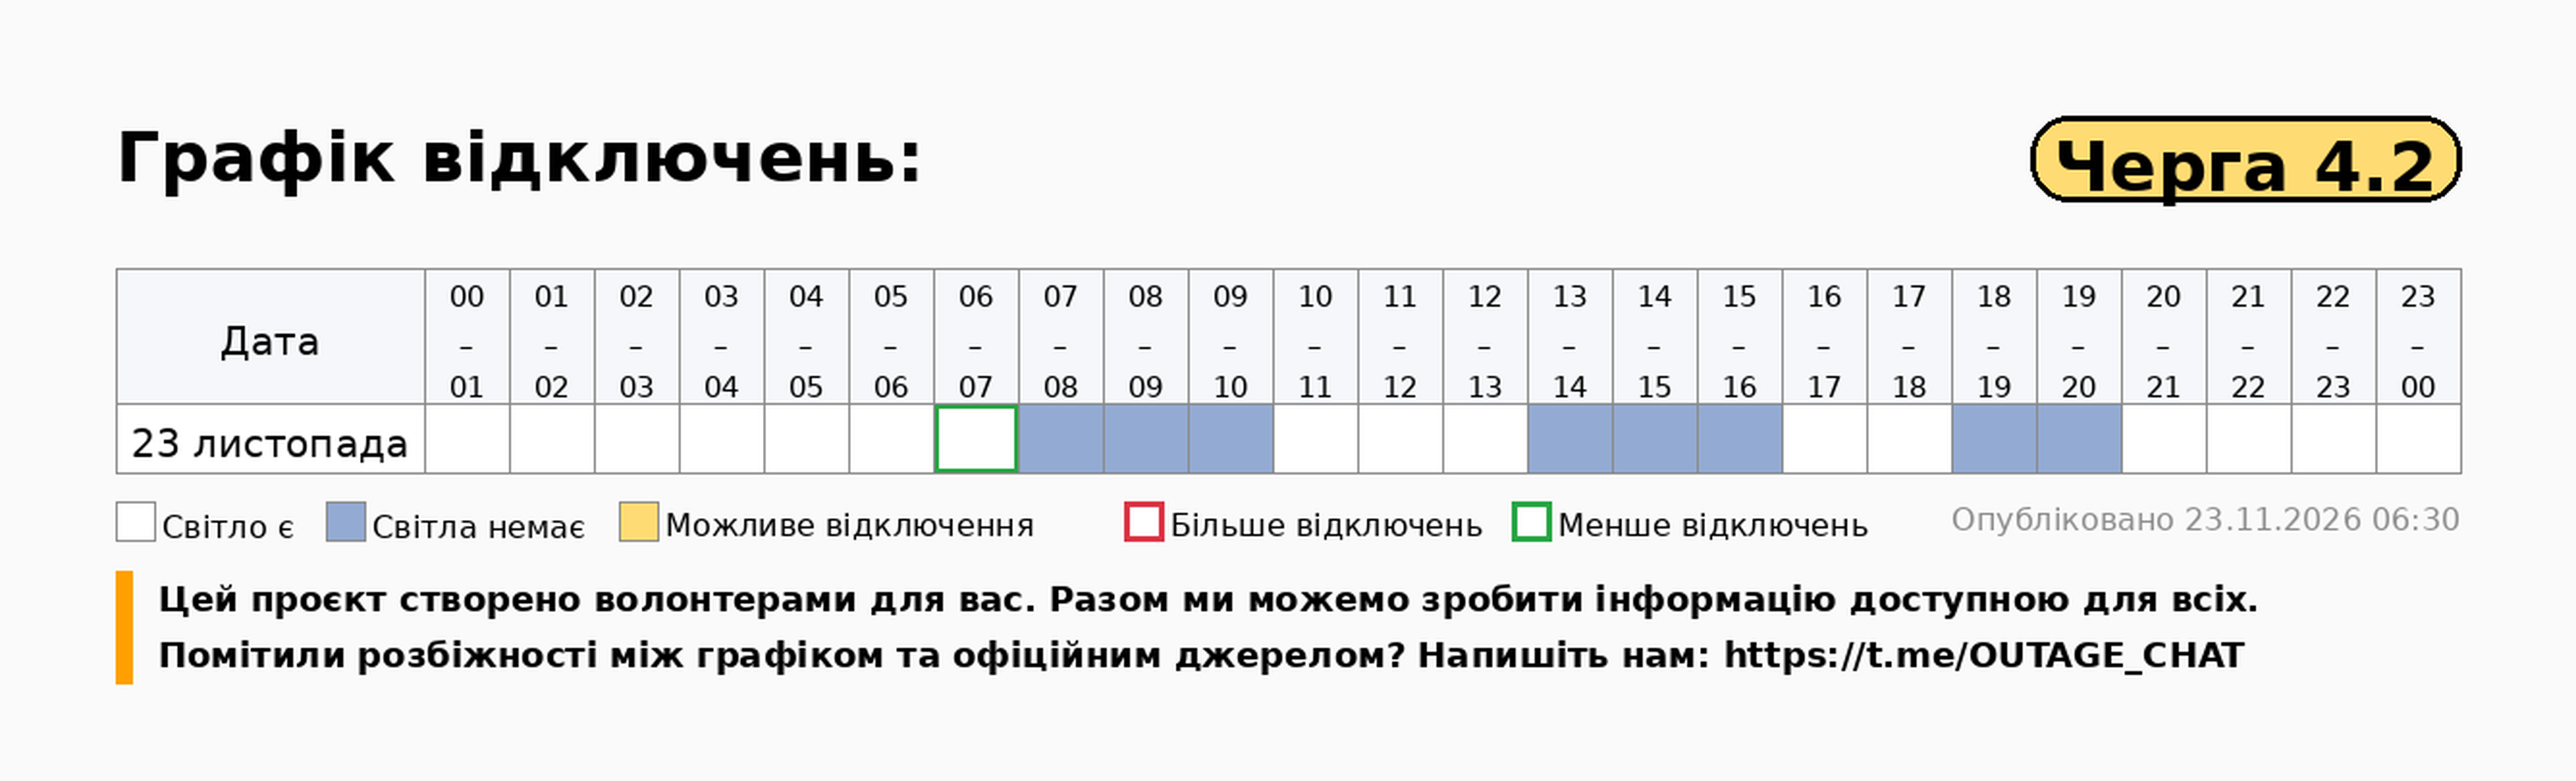 Графік відключень:
Черга 4.2
Дата
00 – 01
01 – 02
02 – 03
03 – 04
04 – 05
05 – 06
06 – 07
07 – 08
08 – 09
09 – 10
10 – 11
11 – 12
12 – 13
13 – 14
14 – 15
15 – 16
16 – 17
17 – 18
18 – 19
19 – 20
20 – 21
21 – 22
22 – 23
23 – 00
23 листопада
Світло є
Світла немає
Можливе відключення
Більше відключень
Менше відключень
Опубліковано 23.11.2026 06:30
Цей проєкт створено волонтерами для вас. Разом ми можемо зробити інформацію доступною для всіх.
Помітили розбіжності між графіком та офіційним джерелом? Напишіть нам: https://t.me/OUTAGE_CHAT